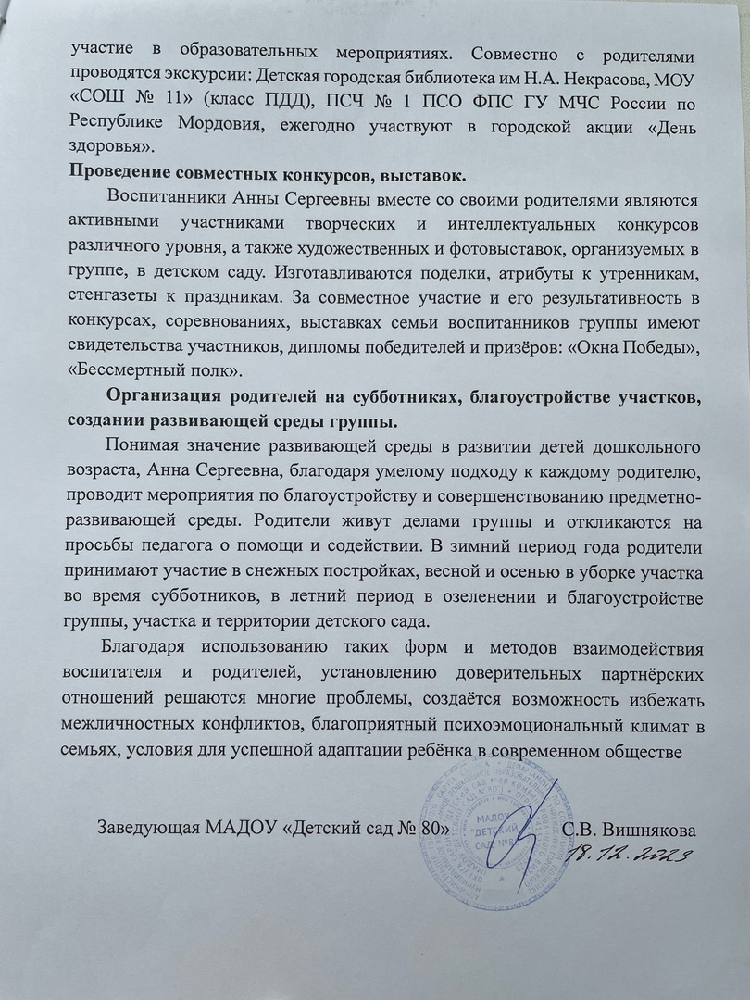 участие в образовательных мероприятиях. Совместно с родителями
проводятся экскурсии: Детская городская библиотека им Н.А. Некрасова, МОУ
«СОШ № 11» (класс ПДД), ПСЧ № 1 ПСО ФПС ГУ МЧС России по
Республике Мордовия, ежегодно участвуют в городской акции «День
здоровья».
Проведение совместных конкурсов, выставок.
Воспитанники Анны Сергеевны вместе со своими родителями являются
активными участниками творческих и интеллектуальных конкурсов
различного уровня, а также художественных и фотовыставок, организуемых в
группе, в детском саду. Изготавливаются поделки, атрибуты к утренникам,
стенгазеты к праздникам. За совместное участие и его результативность в
конкурсах, соревнованиях, выставках семьи воспитанников группы имеют
свидетельства участников, дипломы победителей и призёров: «Окна Победы»,
«Бессмертный полк».
Организация родителей на субботниках, благоустройстве участков,
создании развивающей среды группы.
Понимая значение развивающей среды в развитии детей дошкольного
возраста, Анна Сергеевна, благодаря умелому подходу к каждому родителю,
проводит мероприятия по благоустройству и совершенствованию предметно-
развивающей среды. Родители живут делами группы и откликаются на
просьбы педагога о помощи и содействии. В зимний период года родители
принимают участие в снежных постройках, весной и осенью в уборке участка
во время субботников, в летний период в озеленении и благоустройстве
группы, участка и территории детского сада.
Благодаря использованию таких форм и методов взаимодействия
воспитателя и родителей, установлению доверительных партнёрских
отношений решаются многие проблемы, создаётся возможность избежать
межличностных конфликтов, благоприятный психоэмоциональный климат в
семьях, условия для успешной адаптации ребёнка в современном обществе
Заведующая МАДОУ «Детский сад № 80» С.В. Вишнякова
18.12.2023
МАДОУ
"ДЕТСКИЙ
САД №80"